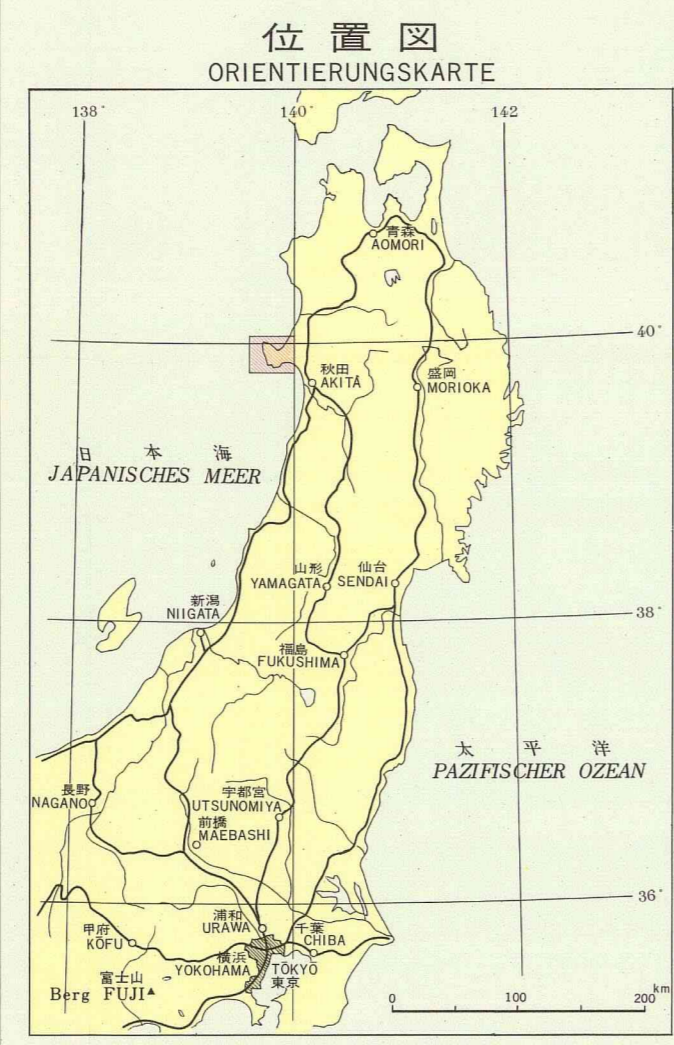 位置図
ORIENTIERUNGSKARTE
138°
140°
142
青森
AOMORI
40°
秋田
AKITA
盛岡
MORIOKA
日本海
JAPANISCHES MEER
山形
YAMAGATA
仙台
SENDAI
新潟
NIIGATA
38°
福島
FUKUSHIMA
太平洋
PAZIFISCHER OZEAN
長野
NAGANO
宇都宮
UTSUNOMIYA
前橋
MAEBASHI
36°
浦和
URAWA
千葉
CHIBA
甲府
KŌFU
横浜
YOKOHAMA
TŌKYŌ
東京
富士山
Berg FUJI
km
0 100 200